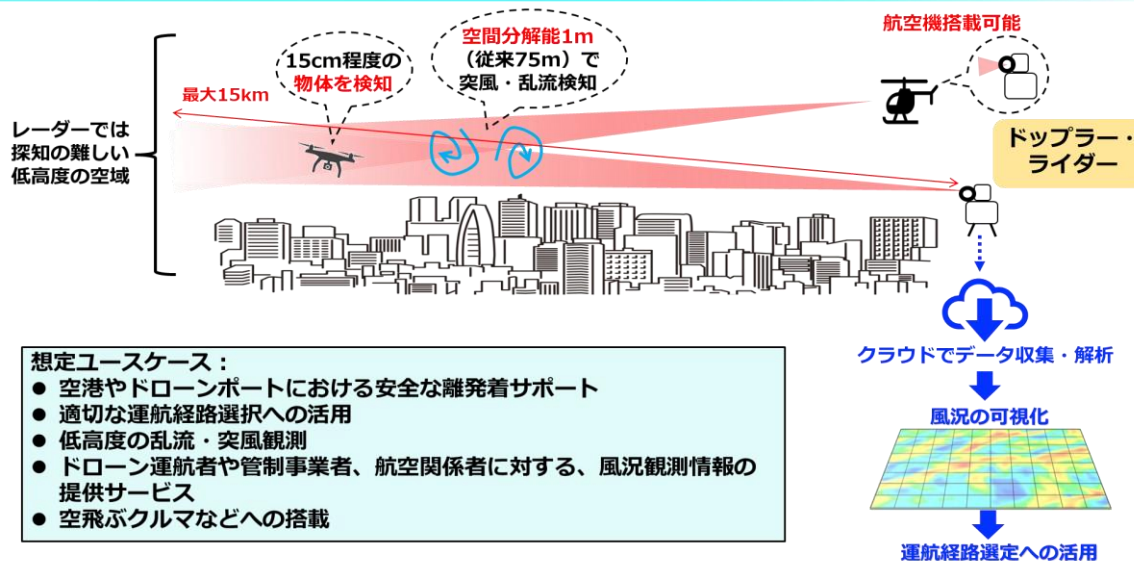 航空機搭載可能
空間分解能1m
（従来75m）で
突風・乱流検知
15cm程度の
物体を検知
最大15km
レーダーでは
探知の難しい
低高度の空域
ドップラー・
ライダー
クラウドでデータ収集・解析
風況の可視化
運航経路選定への活用
想定ユースケース：
● 空港やドローンポートにおける安全な離発着サポート
● 適切な運航経路選択への活用
● 低高度の乱流・突風観測
● ドローン運航者や管制事業者、航空関係者に対する、風況観測情報の
提供サービス
● 空飛ぶクルマなどへの搭載